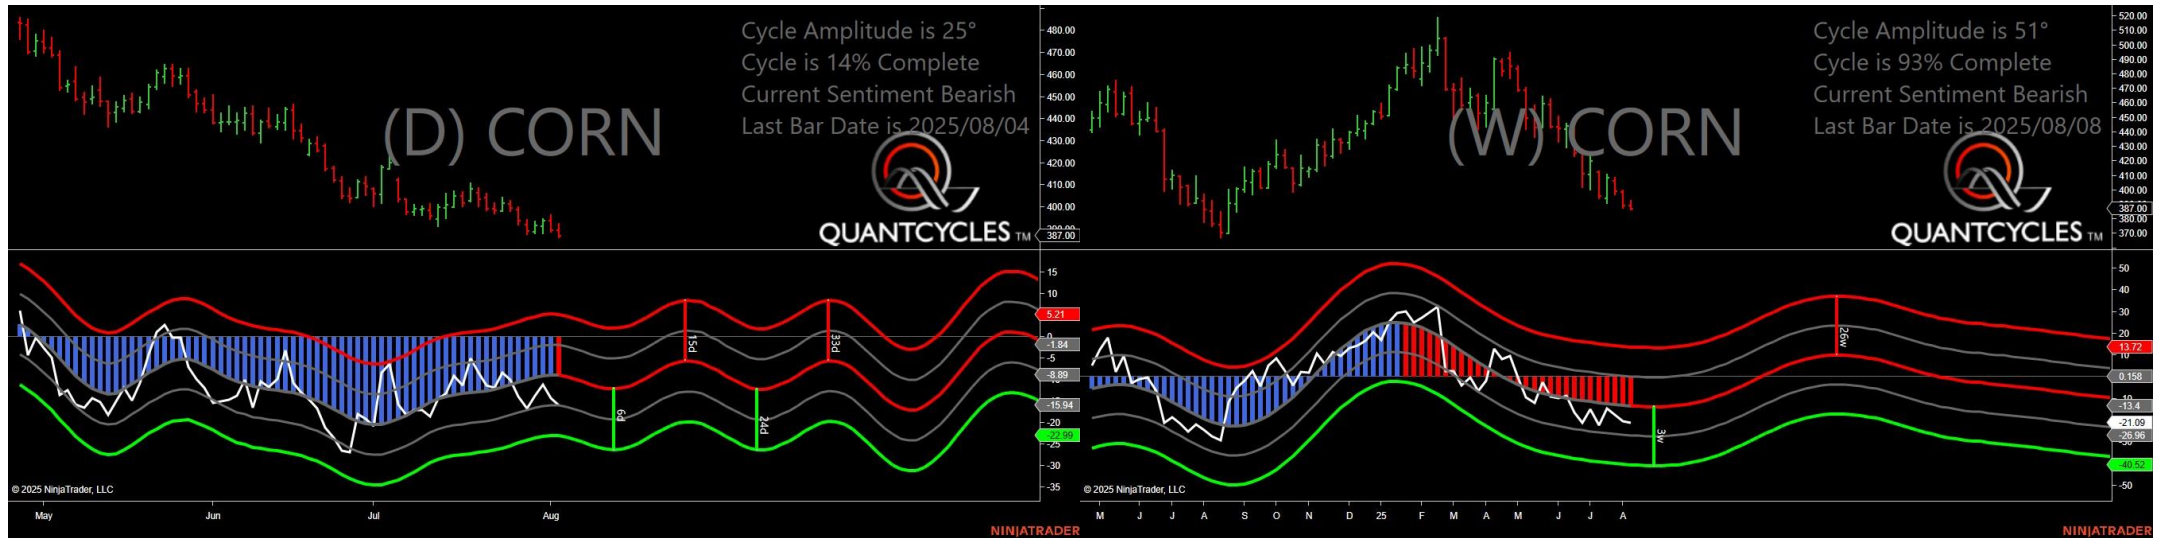 Cycle Amplitude is 25°
Cycle is 14% Complete
Current Sentiment Bearish
Last Bar Date is 2025/08/04
(D) CORN
QUANTCYCLES TM
480.00
470.00
460.00
450.00
440.00
430.00
420.00
410.00
400.00
387.00
15
10
5.21
0
-1.84
-5
-8.89
-15.94
-20
-22.99
-25
-30
-35
6d
15d
24d
33d
© 2025 NinjaTrader, LLC
May Jun Jul Aug
NINJATRADER
Cycle Amplitude is 51°
Cycle is 93% Complete
Current Sentiment Bearish
Last Bar Date is 2025/08/08
(W) CORN
QUANTCYCLES TM
520.00
510.00
500.00
490.00
480.00
470.00
460.00
450.00
440.00
430.00
420.00
410.00
400.00
387.00
380.00
370.00
50
40
30
20
13.72
0.158
-13.4
-21.09
-26.96
-40.52
-50
3w
26w
© 2025 NinjaTrader, LLC
M J J A S O N D 25 F M A M J J A
NINJATRADER